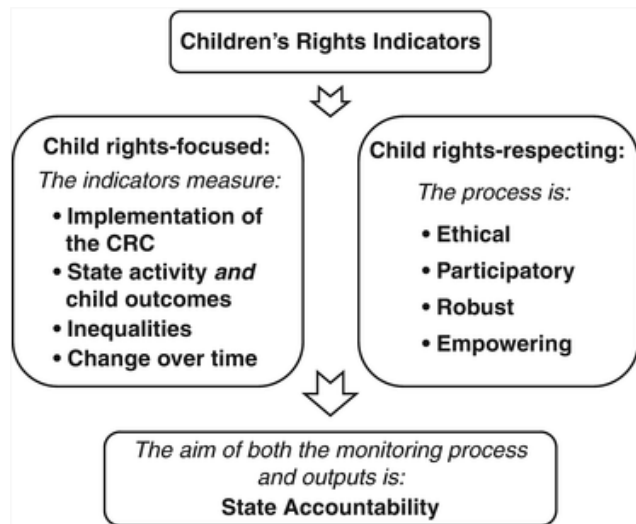 Children’s Rights Indicators
Child rights-focused:
The indicators measure:
• Implementation of
the CRC
• State activity and
child outcomes
• Inequalities
• Change over time
Child rights-respecting:
The process is:
• Ethical
• Participatory
• Robust
• Empowering
The aim of both the monitoring process
and outputs is:
State Accountability